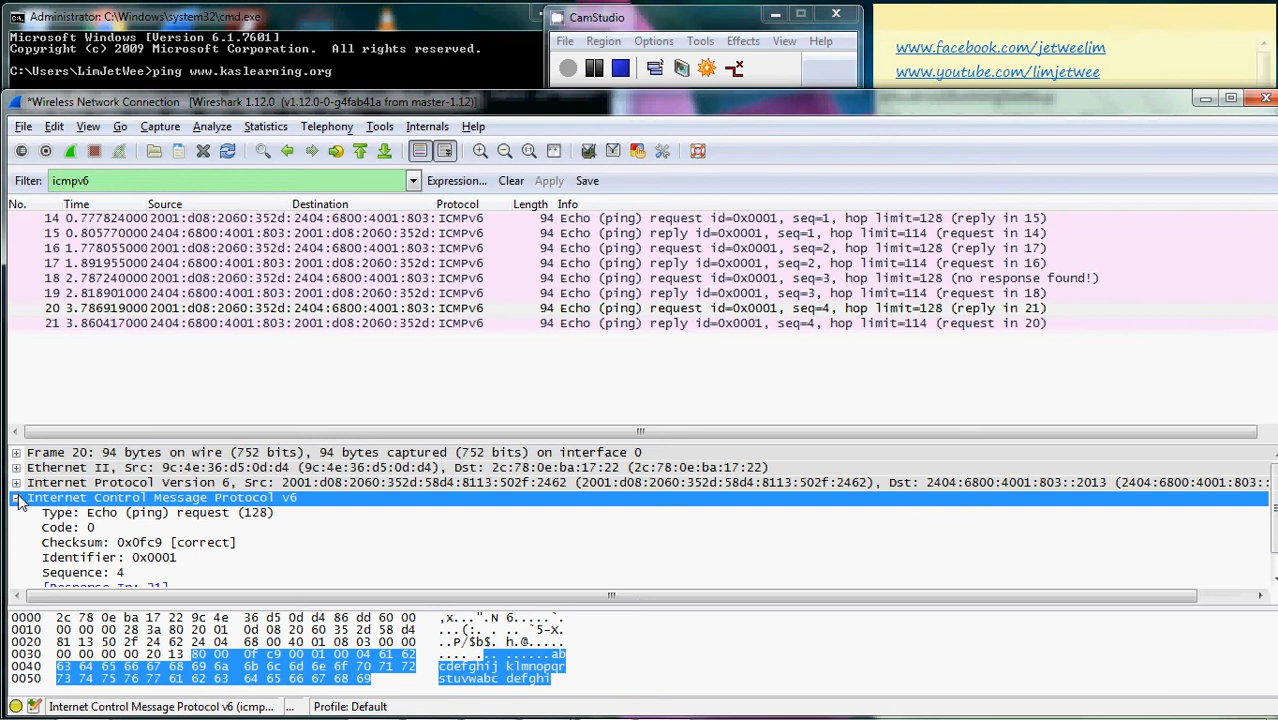 Administrator: C:\Windows\system32\cmd.exe
Microsoft Windows [Version 6.1.7601]
Copyright (c) 2009 Microsoft Corporation.  All rights reserved.
C:\Users\LimJetWee>ping www.kaslearning.org
CamStudio
File Region Options Tools Effects View Help
www.facebook.com/jetweelim
www.youtube.com/limjetwee
*Wireless Network Connection   [Wireshark 1.12.0  (v1.12.0-0-g4fab41a from master-1.12)]
File Edit View Go Capture Analyze Statistics Telephony Tools Internals Help
Filter: icmpv6 Expression... Clear Apply Save
No. Time Source Destination Protocol Length Info
14 0.777824000 2001:d08:2060:352d: 2404:6800:4001:803: ICMPv6 94 Echo (ping) request id=0x0001, seq=1, hop limit=128 (reply in 15)
15 0.805770000 2404:6800:4001:803: 2001:d08:2060:352d: ICMPv6 94 Echo (ping) reply id=0x0001, seq=1, hop limit=114 (request in 14)
16 1.778055000 2001:d08:2060:352d: 2404:6800:4001:803: ICMPv6 94 Echo (ping) request id=0x0001, seq=2, hop limit=128 (reply in 17)
17 1.891955000 2404:6800:4001:803: 2001:d08:2060:352d: ICMPv6 94 Echo (ping) reply id=0x0001, seq=2, hop limit=114 (request in 16)
18 2.787240000 2001:d08:2060:352d: 2404:6800:4001:803: ICMPv6 94 Echo (ping) request id=0x0001, seq=3, hop limit=128 (no response found!)
19 2.818901000 2404:6800:4001:803: 2001:d08:2060:352d: ICMPv6 94 Echo (ping) reply id=0x0001, seq=3, hop limit=114 (request in 18)
20 3.786919000 2001:d08:2060:352d: 2404:6800:4001:803: ICMPv6 94 Echo (ping) request id=0x0001, seq=4, hop limit=128 (reply in 21)
21 3.860417000 2404:6800:4001:803: 2001:d08:2060:352d: ICMPv6 94 Echo (ping) reply id=0x0001, seq=4, hop limit=114 (request in 20)
Frame 20: 94 bytes on wire (752 bits), 94 bytes captured (752 bits) on interface 0
Ethernet II, Src: 9c:4e:36:d5:0d:d4 (9c:4e:36:d5:0d:d4), Dst: 2c:78:0e:ba:17:22 (2c:78:0e:ba:17:22)
Internet Protocol Version 6, Src: 2001:d08:2060:352d:58d4:8113:502f:2462 (2001:d08:2060:352d:58d4:8113:502f:2462), Dst: 2404:6800:4001:803::2013 (2404:6800:4001:803::
Internet Control Message Protocol v6
Type: Echo (ping) request (128)
Code: 0
Checksum: 0x0fc9 [correct]
Identifier: 0x0001
Sequence: 4
[Response In: 21]
0000 2c 78 0e ba 17 22 9c 4e 36 d5 0d d4 86 dd 60 00 ,x...".N 6.....`.
0010 00 00 00 28 3a 80 20 01 0d 08 20 60 35 2d 58 d4 ...(:. . .. `5-X.
0020 81 13 50 2f 24 62 24 04 68 00 40 01 08 03 00 00 ..P/$b$. h.@.....
0030 00 00 00 00 20 13 80 00 0f c9 00 01 00 04 61 62 .... ... ......ab
0040 63 64 65 66 67 68 69 6a 6b 6c 6d 6e 6f 70 71 72 cdefghij klmnopqr
0050 73 74 75 76 77 61 62 63 64 65 66 67 68 69 stuvwabc defghi
Internet Control Message Protocol v6 (icmp... ... Profile: Default